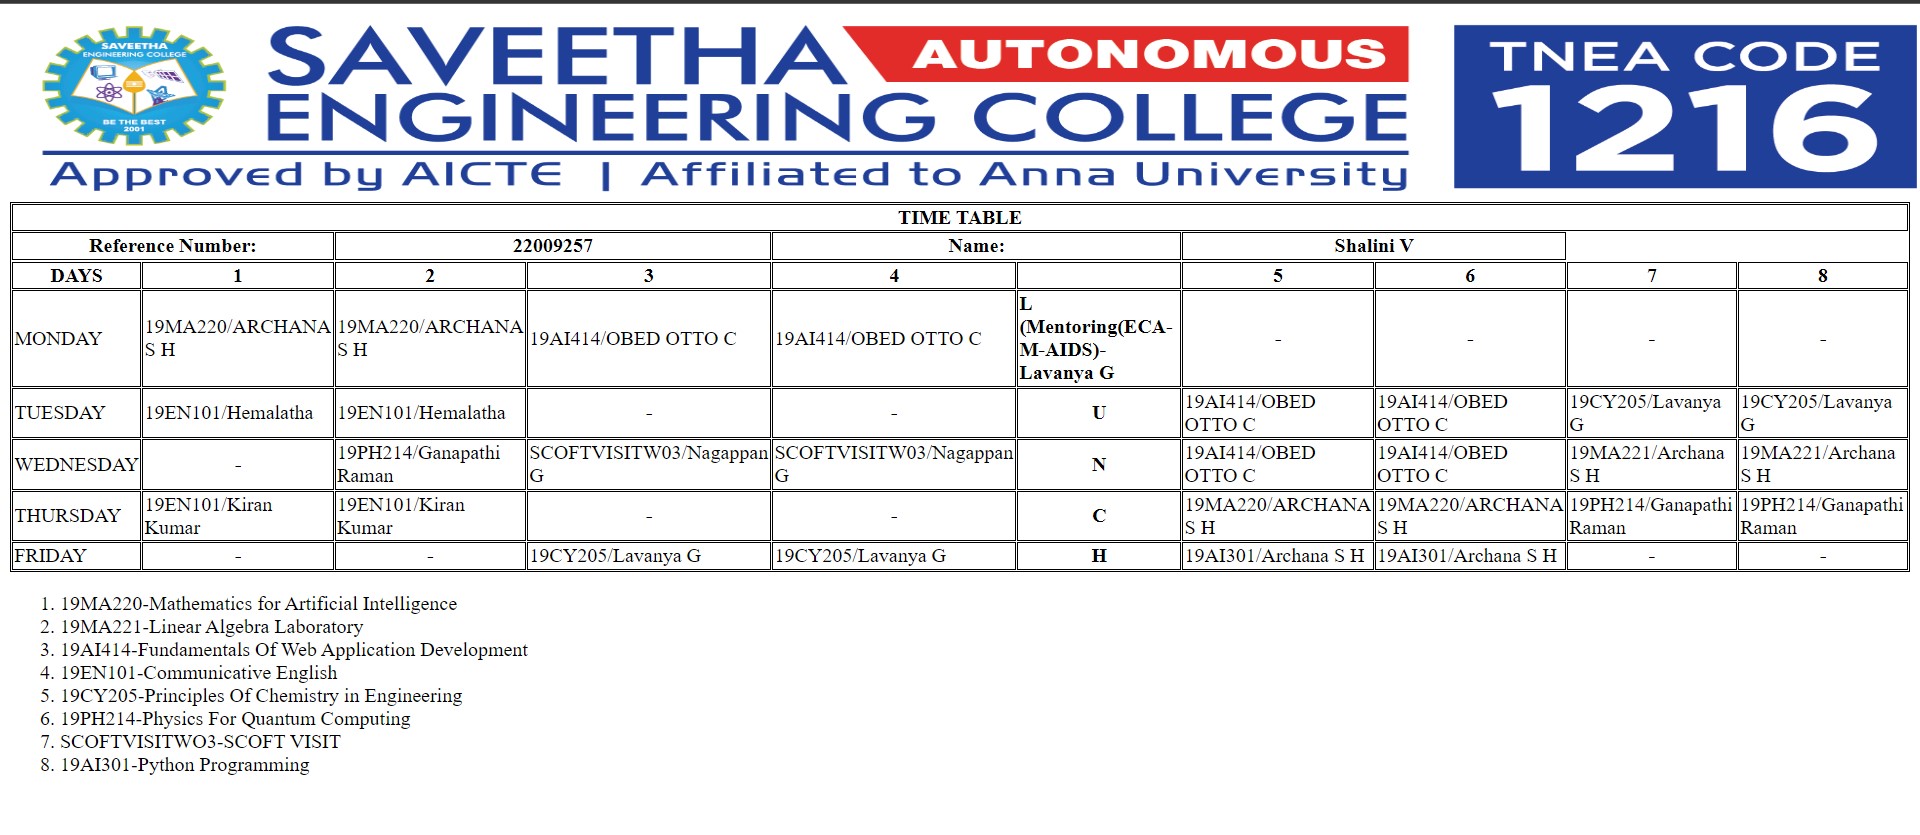 SAVEETHA
ENGINEERING COLLEGE
BE THE BEST
2001
SAVEETHA AUTONOMOUS
ENGINEERING COLLEGE
Approved by AICTE | Affiliated to Anna University
TNEA CODE
1216
TIME TABLE
Reference Number: 22009257 Name: Shalini V
DAYS 1 2 3 4 5 6 7 8
MONDAY 19MA220/ARCHANA S H 19MA220/ARCHANA S H 19AI414/OBED OTTO C 19AI414/OBED OTTO C L (Mentoring(ECA-M-AIDS)-Lavanya G - - - -
TUESDAY 19EN101/Hemalatha 19EN101/Hemalatha - - U 19AI414/OBED OTTO C 19AI414/OBED OTTO C 19CY205/Lavanya G 19CY205/Lavanya G
WEDNESDAY - 19PH214/Ganapathi Raman SCOFTVISITW03/Nagappan G SCOFTVISITW03/Nagappan G N 19AI414/OBED OTTO C 19AI414/OBED OTTO C 19MA221/Archana S H 19MA221/Archana S H
THURSDAY 19EN101/Kiran Kumar 19EN101/Kiran Kumar - - C 19MA220/ARCHANA S H 19MA220/ARCHANA S H 19PH214/Ganapathi Raman 19PH214/Ganapathi Raman
FRIDAY - - 19CY205/Lavanya G 19CY205/Lavanya G H 19AI301/Archana S H 19AI301/Archana S H - -
1. 19MA220-Mathematics for Artificial Intelligence
2. 19MA221-Linear Algebra Laboratory
3. 19AI414-Fundamentals Of Web Application Development
4. 19EN101-Communicative English
5. 19CY205-Principles Of Chemistry in Engineering
6. 19PH214-Physics For Quantum Computing
7. SCOFTVISITWO3-SCOFT VISIT
8. 19AI301-Python Programming